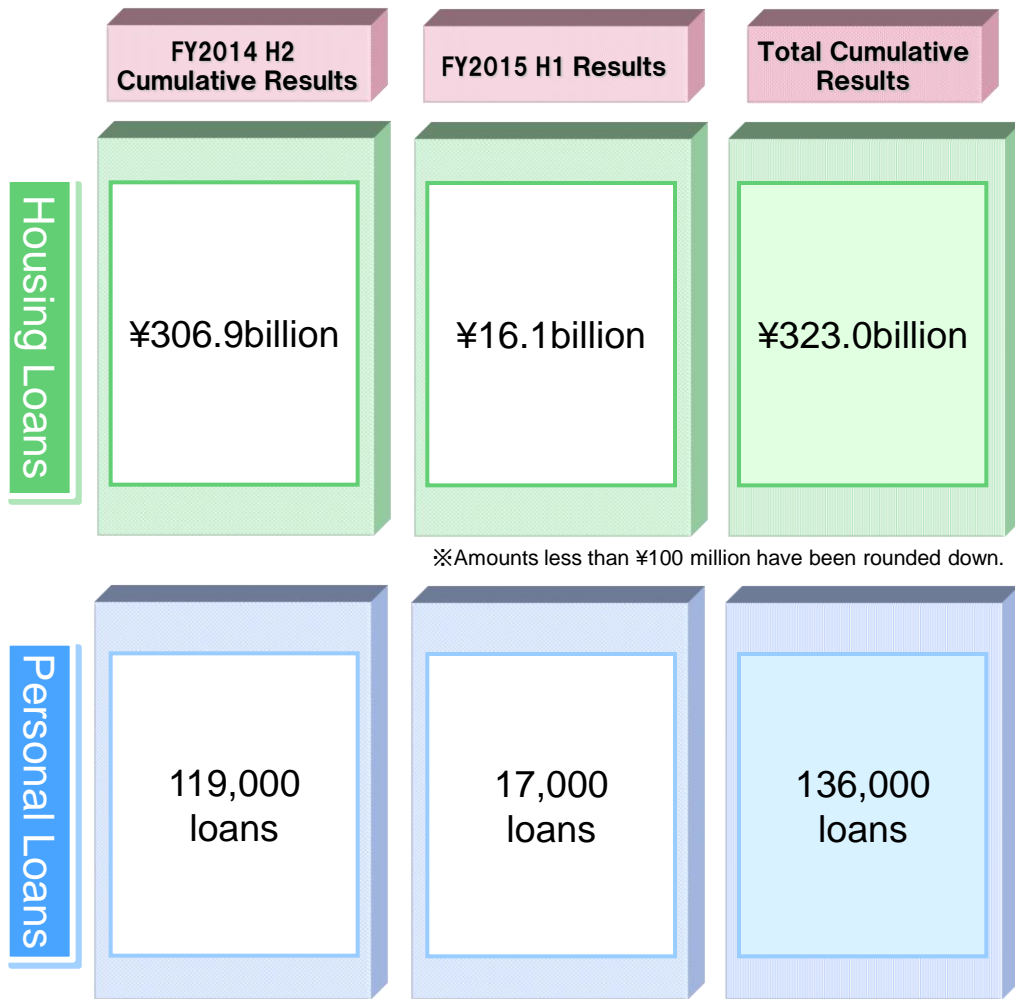 FY2014 H2
Cumulative Results
FY2015 H1 Results
Total Cumulative
Results
Housing Loans
¥306.9billion
¥16.1billion
¥323.0billion
※Amounts less than ¥100 million have been rounded down.
Personal Loans
119,000
loans
17,000
loans
136,000
loans